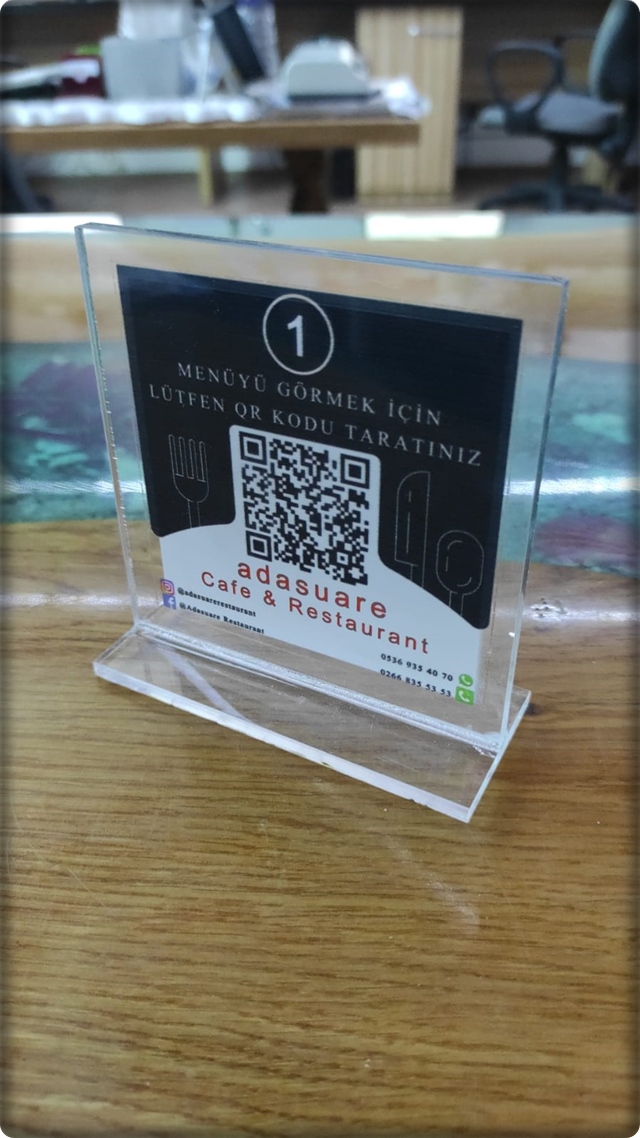 1
MENÜYÜ GÖRMEK İÇİN
LÜTFEN QR KODU TARATINIZ
adasuare
Cafe & Restaurant
@adasuarerestaurant
@Adasuare Restaurant
0536 935 40 70
0266 835 53 53